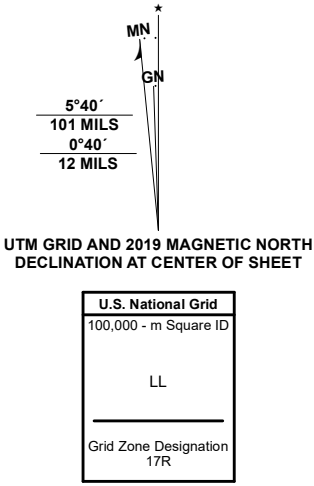 MN
GN
5°40´
101 MILS
0°40´
12 MILS
UTM GRID AND 2019 MAGNETIC NORTH
DECLINATION AT CENTER OF SHEET
U.S. National Grid
100,000 - m Square ID
LL
Grid Zone Designation
17R